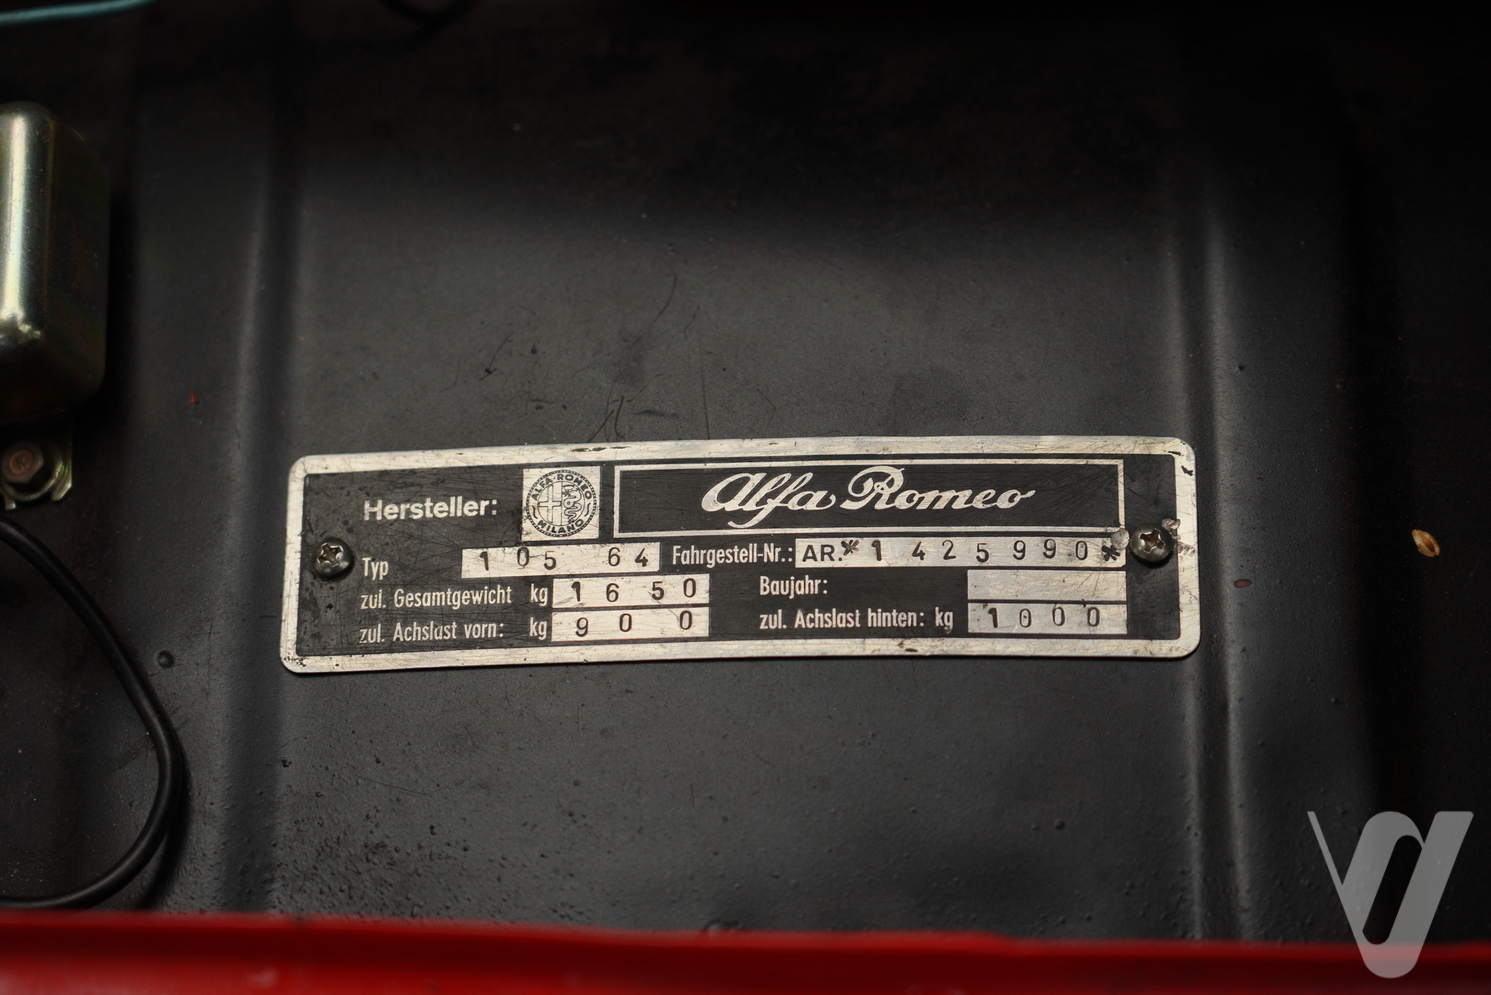 Hersteller: ALFA-ROMEO MILANO Alfa Romeo
Typ 105 64 Fahrgestell-Nr.: AR.* 1425990*
zul. Gesamtgewicht kg 1650 Baujahr:
zul. Achslast vorn: kg 900 zul. Achslast hinten: kg 1000